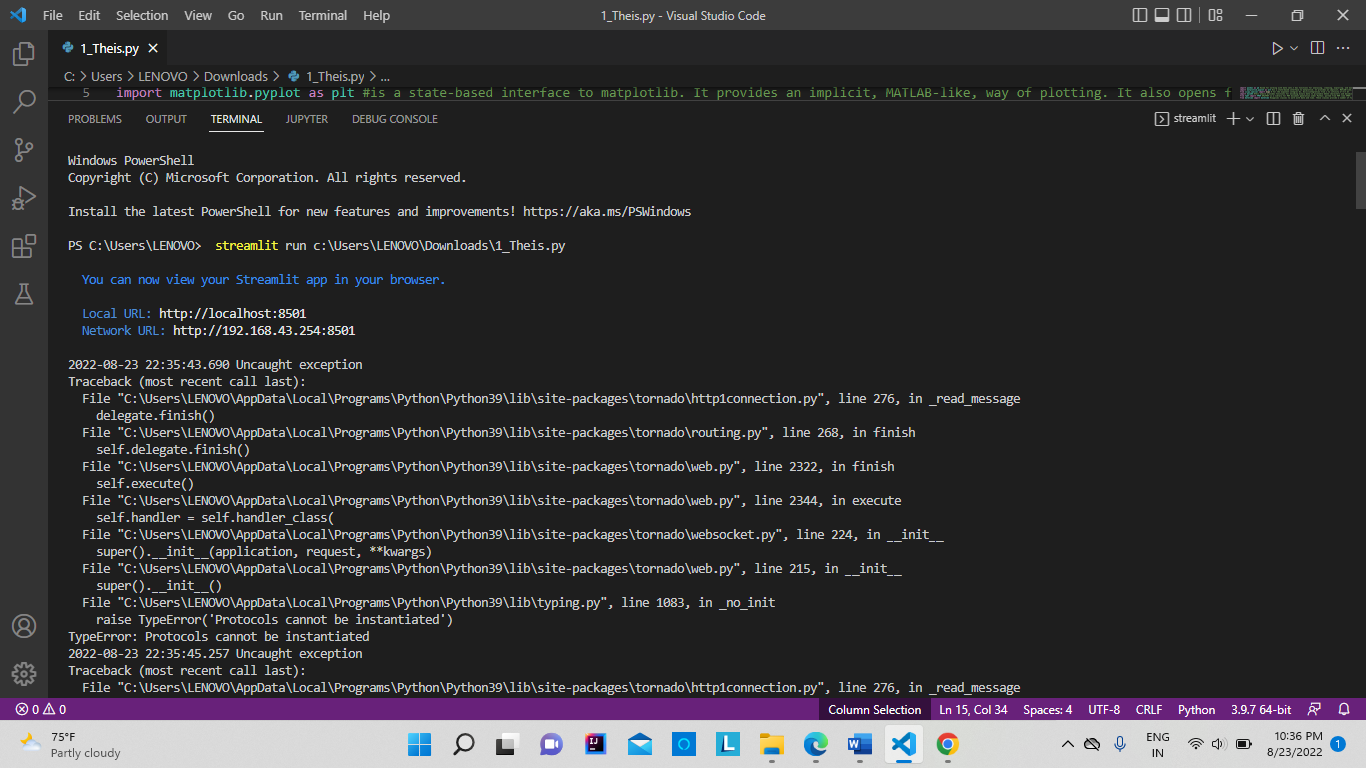 File Edit Selection View Go Run Terminal Help 1_Theis.py - Visual Studio Code
1_Theis.py
C: > Users > LENOVO > Downloads > 1_Theis.py > ...
5 import matplotlib.pyplot as plt #is a state-based interface to matplotlib. It provides an implicit, MATLAB-like, way of plotting. It also opens f
PROBLEMS OUTPUT TERMINAL JUPYTER DEBUG CONSOLE streamlit
Windows PowerShell
Copyright (C) Microsoft Corporation. All rights reserved.
Install the latest PowerShell for new features and improvements! https://aka.ms/PSWindows
PS C:\Users\LENOVO> streamlit run c:\Users\LENOVO\Downloads\1_Theis.py
You can now view your Streamlit app in your browser.
Local URL: http://localhost:8501
Network URL: http://192.168.43.254:8501
2022-08-23 22:35:43.690 Uncaught exception
Traceback (most recent call last):
File "C:\Users\LENOVO\AppData\Local\Programs\Python\Python39\lib\site-packages\tornado\http1connection.py", line 276, in _read_message
delegate.finish()
File "C:\Users\LENOVO\AppData\Local\Programs\Python\Python39\lib\site-packages\tornado\routing.py", line 268, in finish
self.delegate.finish()
File "C:\Users\LENOVO\AppData\Local\Programs\Python\Python39\lib\site-packages\tornado\web.py", line 2322, in finish
self.execute()
File "C:\Users\LENOVO\AppData\Local\Programs\Python\Python39\lib\site-packages\tornado\web.py", line 2344, in execute
self.handler = self.handler_class(
File "C:\Users\LENOVO\AppData\Local\Programs\Python\Python39\lib\site-packages\tornado\websocket.py", line 224, in __init__
super().__init__(application, request, **kwargs)
File "C:\Users\LENOVO\AppData\Local\Programs\Python\Python39\lib\site-packages\tornado\web.py", line 215, in __init__
super().__init__()
File "C:\Users\LENOVO\AppData\Local\Programs\Python\Python39\lib\typing.py", line 1083, in _no_init
raise TypeError('Protocols cannot be instantiated')
TypeError: Protocols cannot be instantiated
2022-08-23 22:35:45.257 Uncaught exception
Traceback (most recent call last):
File "C:\Users\LENOVO\AppData\Local\Programs\Python\Python39\lib\site-packages\tornado\http1connection.py", line 276, in _read_message
0 0 Column Selection Ln 15, Col 34 Spaces: 4 UTF-8 CRLF Python 3.9.7 64-bit
75°F
Partly cloudy
ENG
IN
10:36 PM
8/23/2022
1